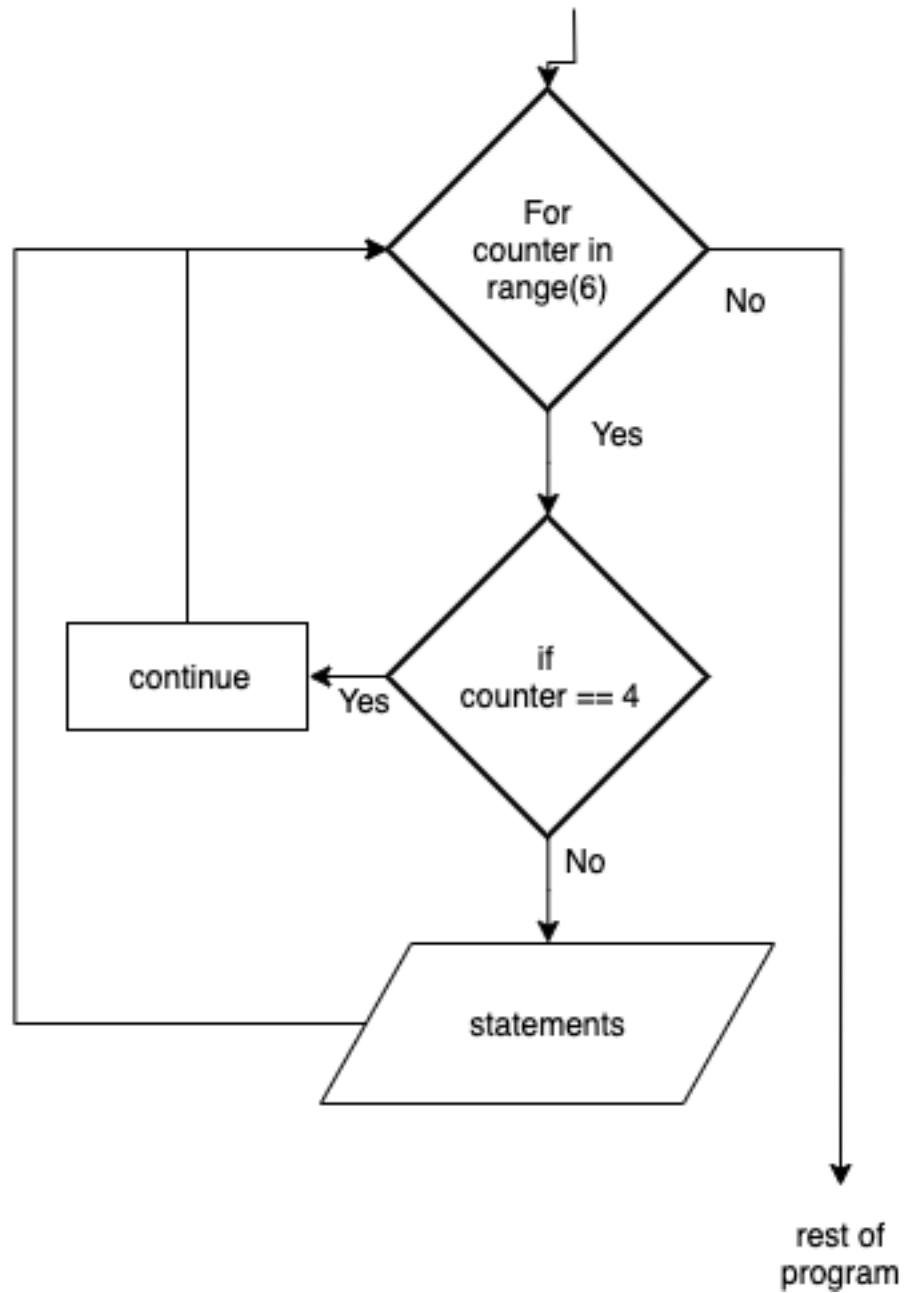 For
counter in
range(6)
No
Yes
if
counter == 4
continue
Yes
No
statements
rest of
program